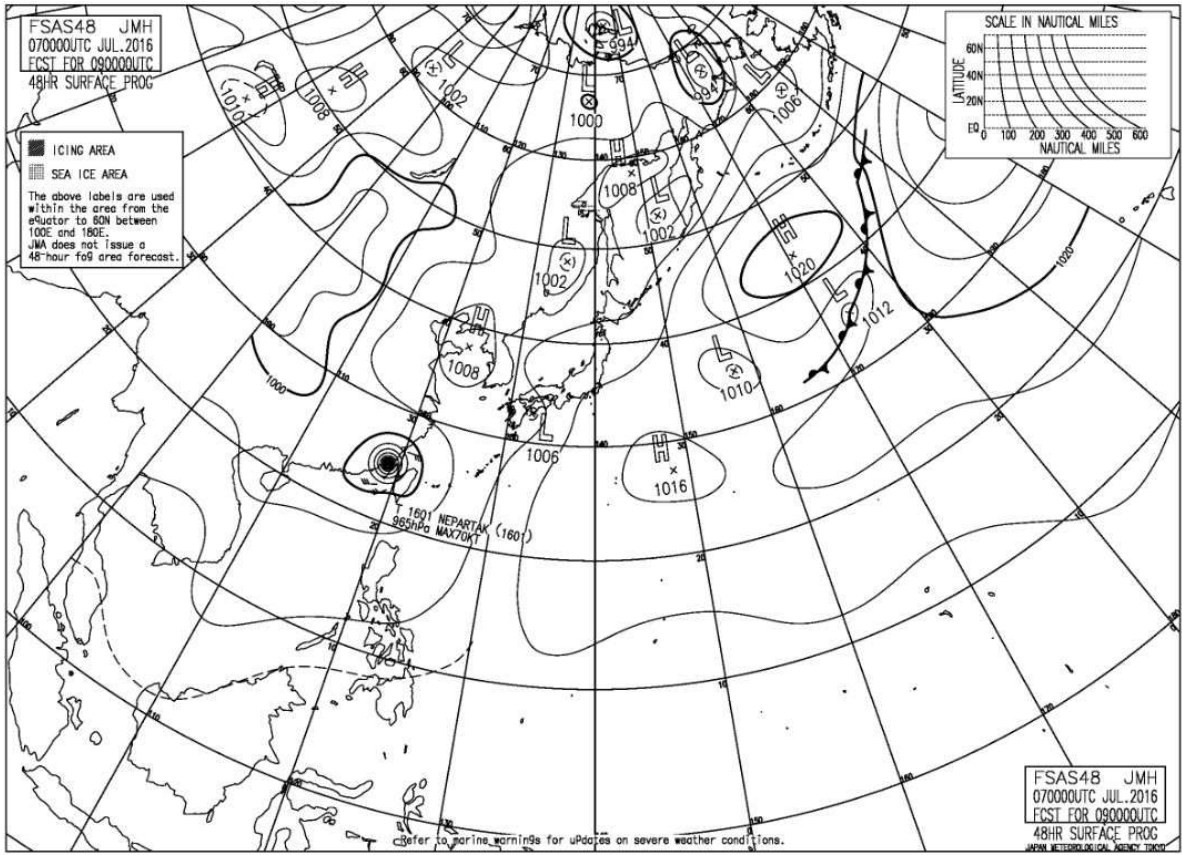 FSAS48 JMH
070000UTC JUL.2016
FCST FOR 090000UTC
48HR SURFACE PROG
SCALE IN NAUTICAL MILES
LATITUDE
60N
40N
20N
EQ
0 100 200 300 400 500 600
NAUTICAL MILES
ICING AREA
SEA ICE AREA
The above labels are used
within the area from the
equator to 60N between
100E and 180E.
JMA does not issue a
48-hour fog area forecast.
L
994
H
1010
H
1008
L
1002
L
1000
L
994
L
1006
H
1008
L
1002
L
1002
H
1020
1020
L
1012
H
1008
L
1010
1000
L
1006
H
1016
T 1601 NEPARTAK (1601)
965hPa MAX70KT
FSAS48 JMH
070000UTC JUL.2016
FCST FOR 090000UTC
48HR SURFACE PROG
JAPAN METEOROLOGICAL AGENCY TOKYO
Refer to marine warnings for updates on severe weather conditions.